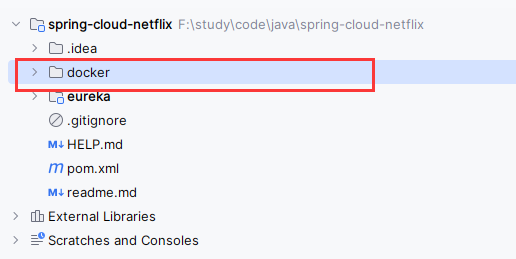 spring-cloud-netflix F:\study\code\java\spring-cloud-netflix
.idea
docker
eureka
.gitignore
M↓ HELP.md
m pom.xml
M↓ readme.md
External Libraries
Scratches and Consoles